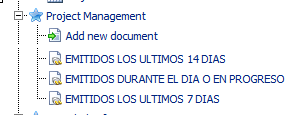 Project Management
Add new document
EMITIDOS LOS ULTIMOS 14 DIAS
EMITIDOS DURANTE EL DIA O EN PROGRESO
EMITIDOS LOS ULTIMOS 7 DIAS